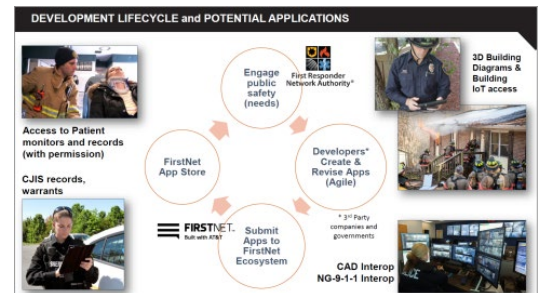 DEVELOPMENT LIFECYCLE and POTENTIAL APPLICATIONS
Engage
public
safety
(needs)
First Responder
Network Authority
3D Building
Diagrams &
Building
IoT access
Access to Patient
monitors and records
(with permission)
FirstNet
App Store
Developers*
Create &
Revise Apps
(Agile)
CJIS records,
warrants
FIRSTNET
Built with AT&T
Submit
Apps to
FirstNet
Ecosystem
* 3rd Party
companies and
governments
CAD Interop
NG-9-1-1 Interop